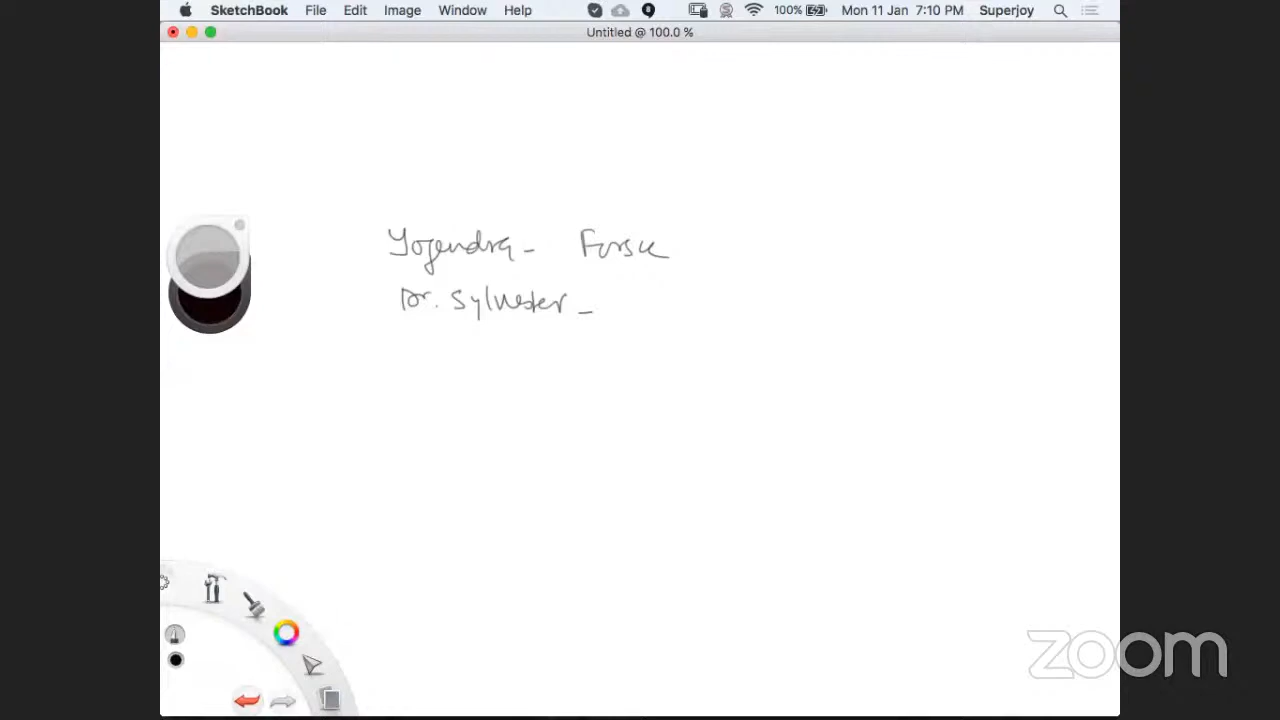 SketchBook File Edit Image Window Help 100% Mon 11 Jan 7:10 PM Superjoy
Untitled @ 100.0 %
Yogendra - Forsk
Dr. Sylvester -
zoom